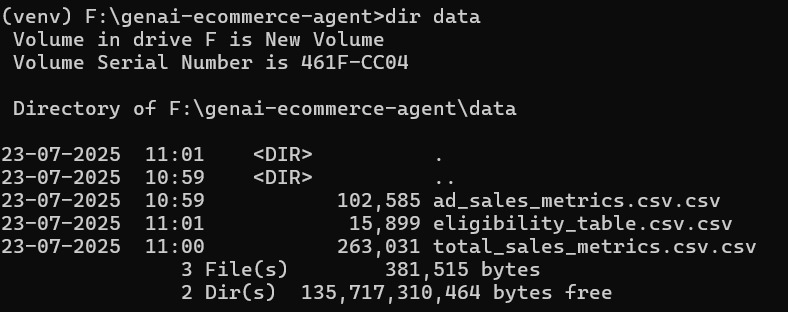 (venv) F:\genai-ecommerce-agent>dir data
 Volume in drive F is New Volume
 Volume Serial Number is 461F-CC04

 Directory of F:\genai-ecommerce-agent\data

23-07-2025  11:01    <DIR>          .
23-07-2025  10:59    <DIR>          ..
23-07-2025  10:59           102,585 ad_sales_metrics.csv.csv
23-07-2025  11:01            15,899 eligibility_table.csv.csv
23-07-2025  11:00           263,031 total_sales_metrics.csv.csv
               3 File(s)        381,515 bytes
               2 Dir(s)  135,717,310,464 bytes free